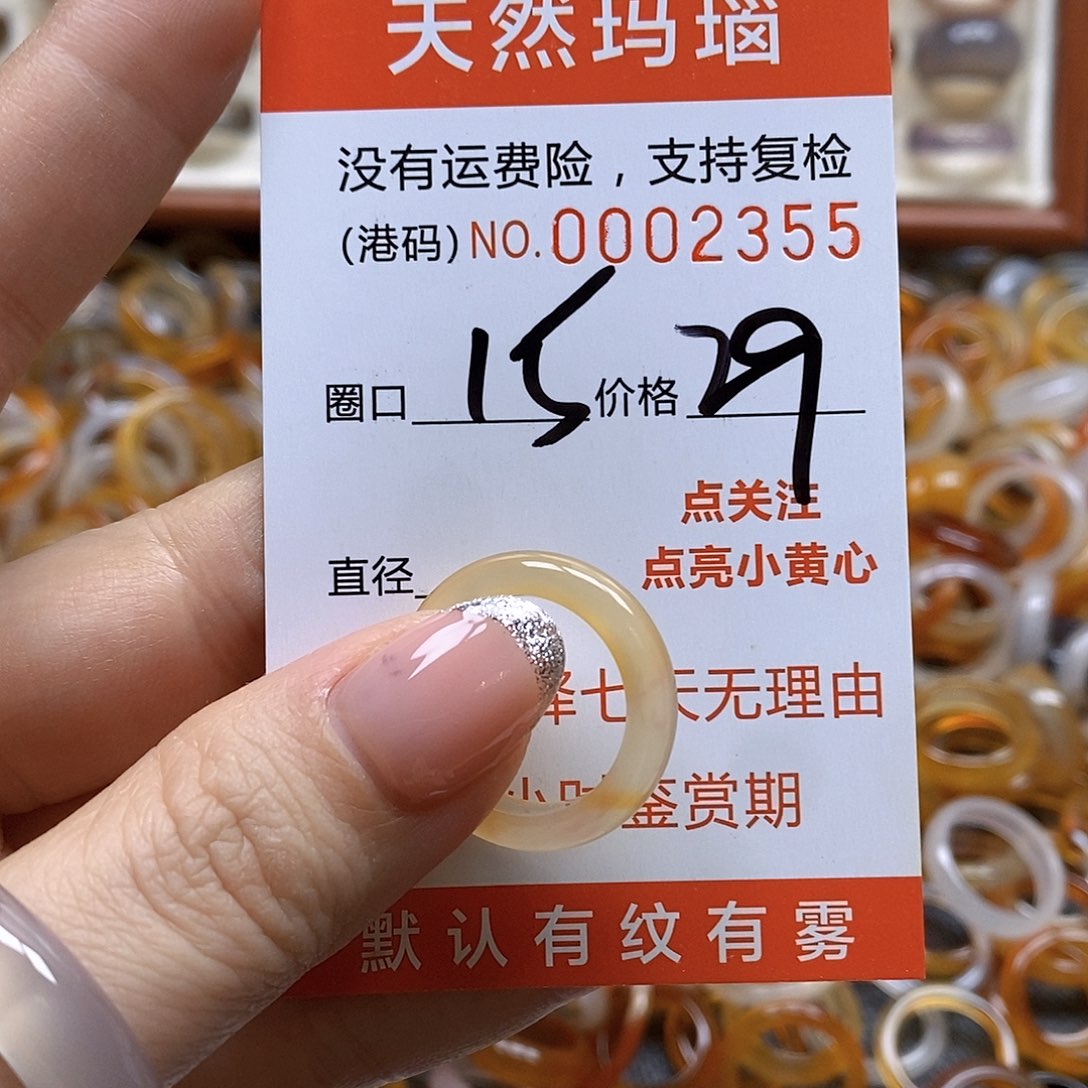 天然玛瑙
没有运费险，支持复检
(港码) NO.0002355
圈口 15 价格 29
点关注
直径 点亮小黄心
七天无理由
小时鉴赏期
默认有纹有雾